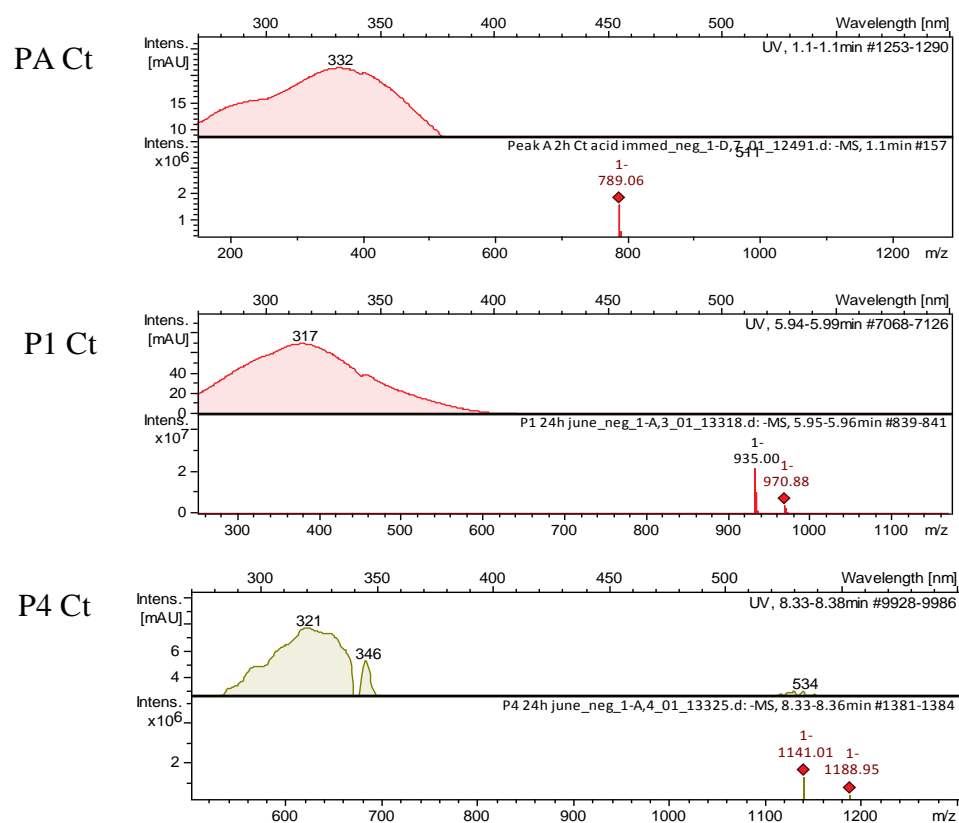 PA Ct
300 350 400 450 500 Wavelength [nm]
Intens.
[mAU]
UV, 1.1-1.1min #1253-1290
332
15
10
Intens.
x10⁶
Peak A 2h Ct acid immed_neg_1-D,7_01_12491.d: -MS, 1.1min #157
511
1-
789.06
2
1
200 400 600 800 1000 1200 m/z
P1 Ct
300 350 400 450 500 Wavelength [nm]
Intens.
[mAU]
UV, 5.94-5.99min #7068-7126
317
40
20
0
Intens.
x10⁷
P1 24h june_neg_1-A,3_01_13318.d: -MS, 5.95-5.96min #839-841
1-
935.00
1-
970.88
2
0
300 400 500 600 700 800 900 1000 1100 m/z
P4 Ct
300 350 400 450 500 Wavelength [nm]
Intens.
[mAU]
UV, 8.33-8.38min #9928-9986
321
346
534
6
4
Intens.
x10⁶
P4 24h june_neg_1-A,4_01_13325.d: -MS, 8.33-8.36min #1381-1384
1-
1141.01
1-
1188.95
2
600 700 800 900 1000 1100 1200 m/z